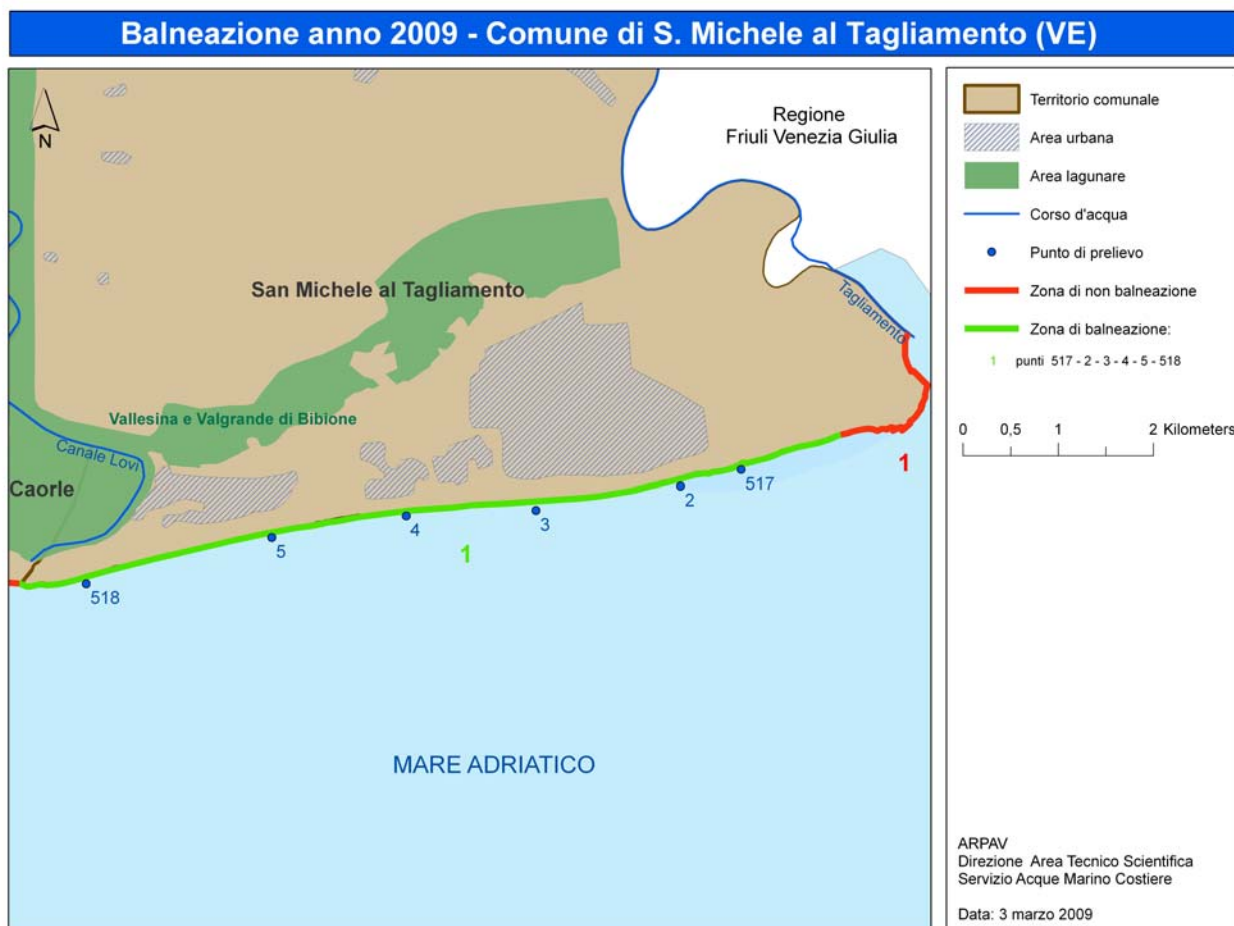 Balneazione anno 2009 - Comune di S. Michele al Tagliamento (VE)
N
Regione
Friuli Venezia Giulia
San Michele al Tagliamento
Tagliamento
Vallesina e Valgrande di Bibione
Canale Lovi
Caorle
1
517
2
3
4
5
1
518
MARE ADRIATICO
Territorio comunale
Area urbana
Area lagunare
Corso d'acqua
Punto di prelievo
Zona di non balneazione
Zona di balneazione:
1 punti 517 - 2 - 3 - 4 - 5 - 518
0 0,5 1 2 Kilometers
ARPAV
Direzione Area Tecnico Scientifica
Servizio Acque Marino Costiere
Data: 3 marzo 2009